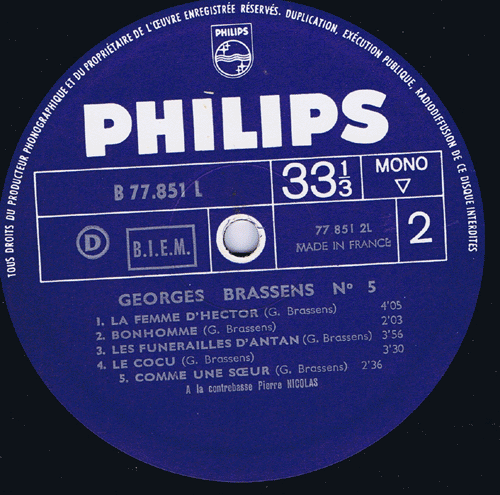 TOUS DROITS DU PRODUCTEUR PHONOGRAPHIQUE ET DU PROPRIÉTAIRE DE L'ŒUVRE ENREGISTRÉE RÉSERVÉS. DUPLICATION, EXÉCUTION PUBLIQUE, RADIODIFFUSION DE CE DISQUE INTERDITES
PHILIPS
PHILIPS
B 77.851 L
33 1/3
MONO
▽
D
B.I.E.M.
77 851 2L
MADE IN FRANCE
2
GEORGES BRASSENS Nº 5
1. LA FEMME D'HECTOR (G. Brassens) 4'05
2. BONHOMME (G. Brassens) 2'03
3. LES FUNERAILLES D'ANTAN (G. Brassens) 3'56
4. LE COCU (G. Brassens) 3'30
5. COMME UNE SŒUR (G. Brassens) 2'36
A la contrebasse Pierre NICOLAS